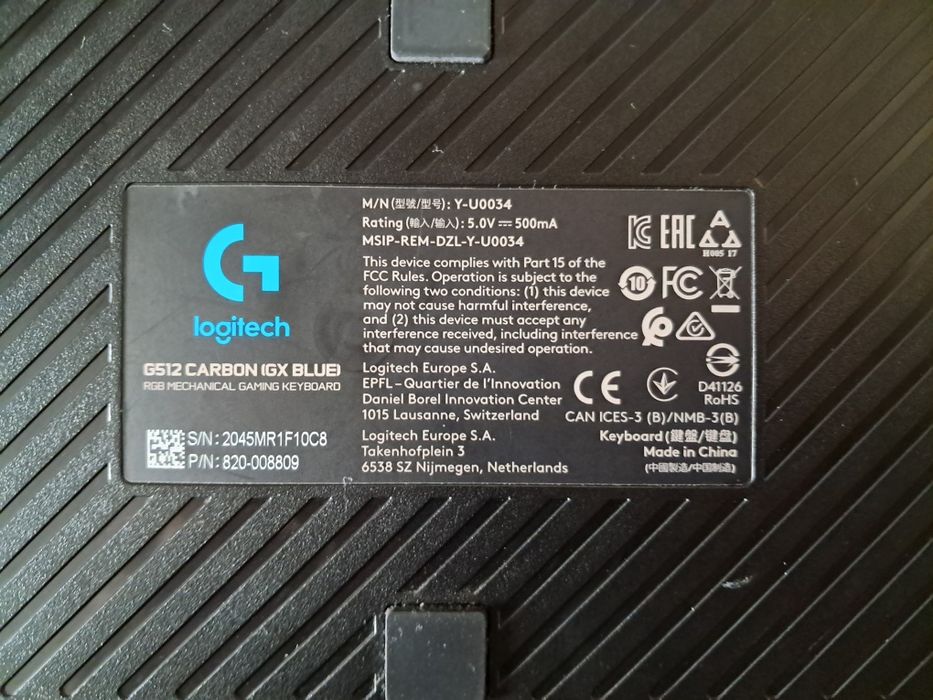 logitech
G512 CARBON (GX BLUE)
RGB MECHANICAL GAMING KEYBOARD
S/N : 2045MR1F10C8
P/N : 820-008809
M/N (型號/型号) : Y-U0034
Rating (輸入/输入) : 5.0V⎓ 500mA
MSIP-REM-DZL-Y-U0034
This device complies with Part 15 of the
FCC Rules. Operation is subject to the
following two conditions: (1) this device
may not cause harmful interference,
and (2) this device must accept any
interference received, including interference
that may cause undesired operation.
Logitech Europe S.A.
EPFL – Quartier de l'Innovation
Daniel Borel Innovation Center
1015 Lausanne, Switzerland
Logitech Europe S.A.
Takenhofplein 3
6538 SZ Nijmegen, Netherlands
EAC
H005 17
10
FC
CE
D41126
RoHS
CAN ICES-3 (B)/NMB-3(B)
Keyboard (鍵盤/键盘)
Made in China
(中國製造/中国制造)